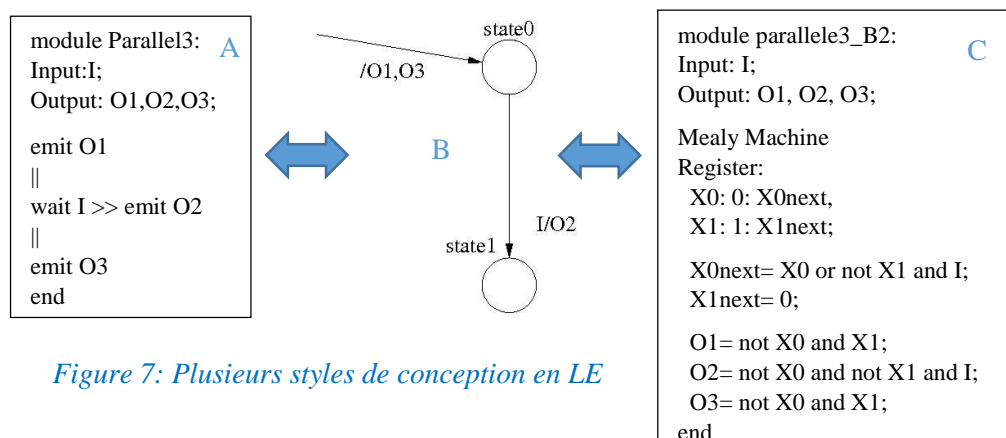 module Parallel3:
A
Input:I;
Output: O1,O2,O3;
emit O1
||
wait I >> emit O2
||
emit O3
end
state0
/O1,O3
B
I/O2
state1
module parallele3_B2:
C
Input: I;
Output: O1, O2, O3;
Mealy Machine
Register:
X0: 0: X0next,
X1: 1: X1next;
X0next= X0 or not X1 and I;
X1next= 0;
O1= not X0 and X1;
O2= not X0 and not X1 and I;
O3= not X0 and X1;
end
Figure 7: Plusieurs styles de conception en LE